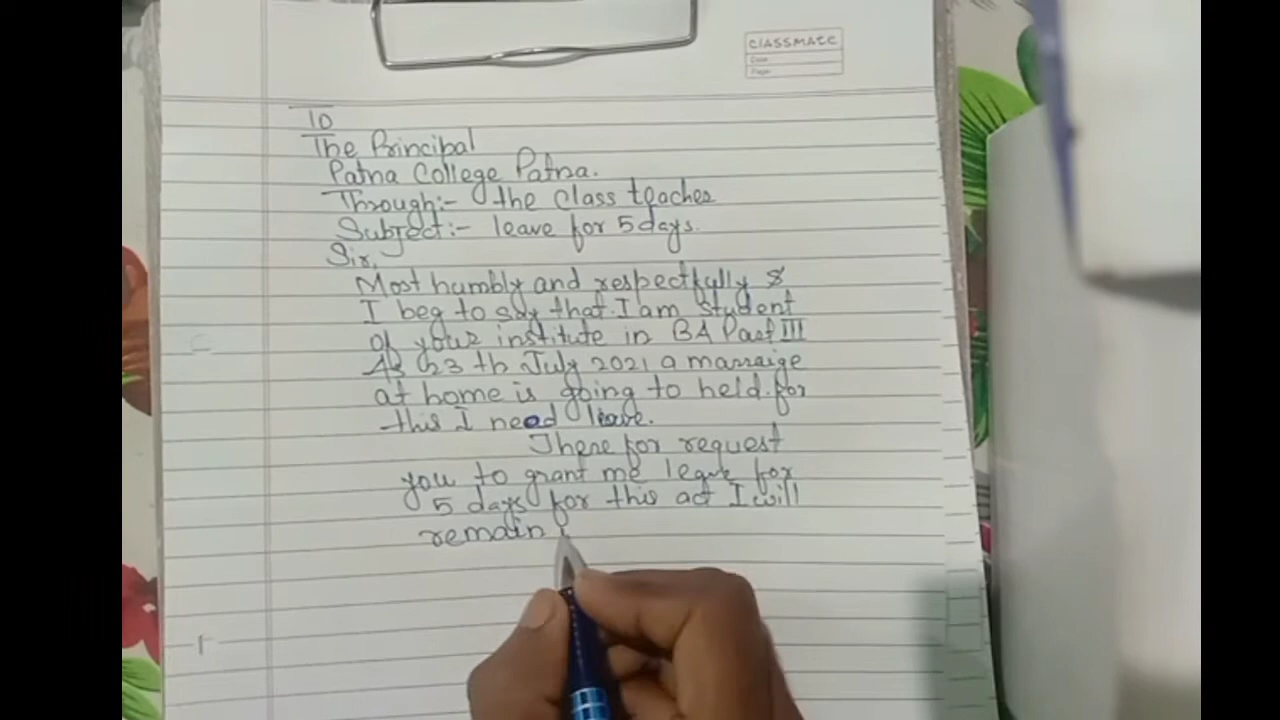 CLASSMATE
Date
Page
To
The Principal
Patna College Patna.
Through:- the class teacher
Subject:- leave for 5 days.
Sir,
Most humbly and respectfully
I beg to say that I am student
of your institute in BA Part III
23 th July 2021 a marraige
at home is going to held for
this I need leave.
There for request
you to grant me leave for
5 days for this act I will
remain